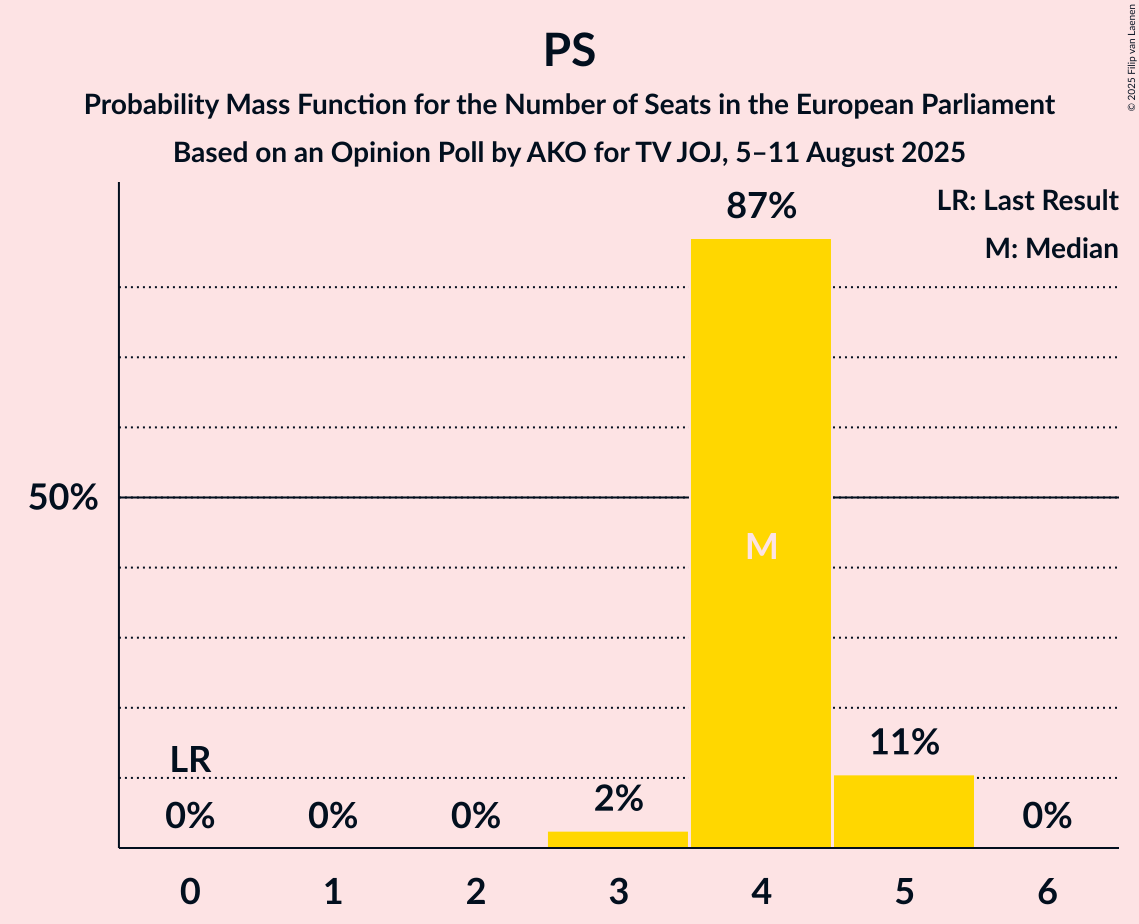 PS
Probability Mass Function for the Number of Seats in the European Parliament
Based on an Opinion Poll by AKO for TV JOJ, 5–11 August 2025
© 2025 Filip van Laenen
LR: Last Result
M: Median
87%
50%
M
11%
LR
2%
0% 0% 0% 0%
0 1 2 3 4 5 6